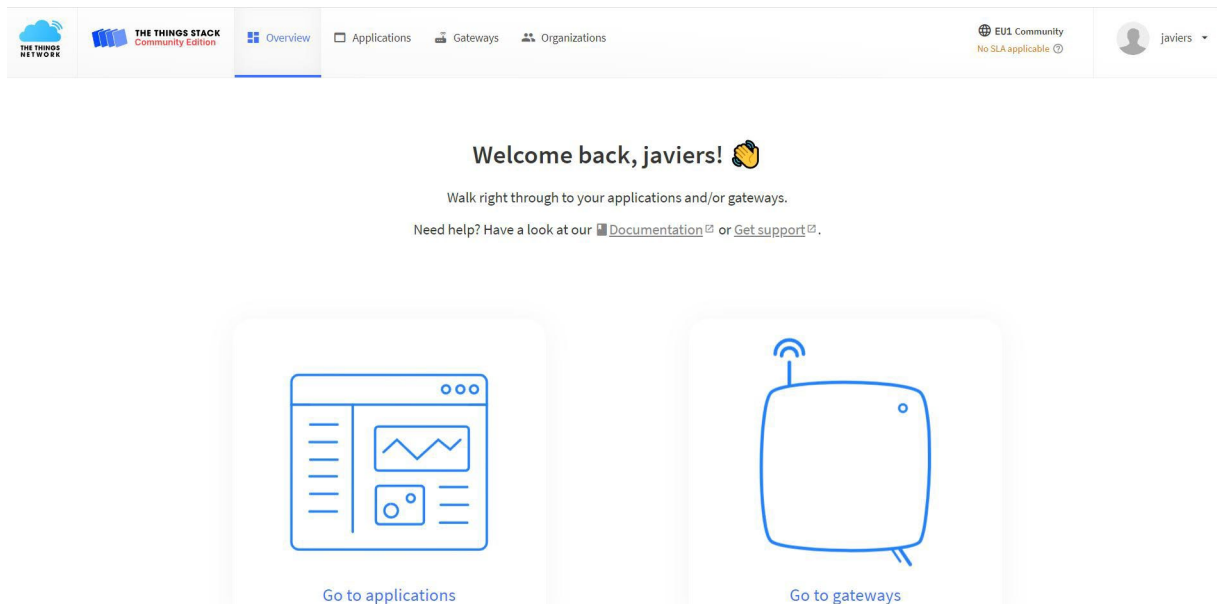 THE THINGS
NETWORK
THE THINGS STACK
Community Edition
Overview
Applications
Gateways
Organizations
EU1 Community
No SLA applicable
javiers
Welcome back, javiers! 👋
Walk right through to your applications and/or gateways.
Need help? Have a look at our Documentation or Get support.
Go to applications
Go to gateways